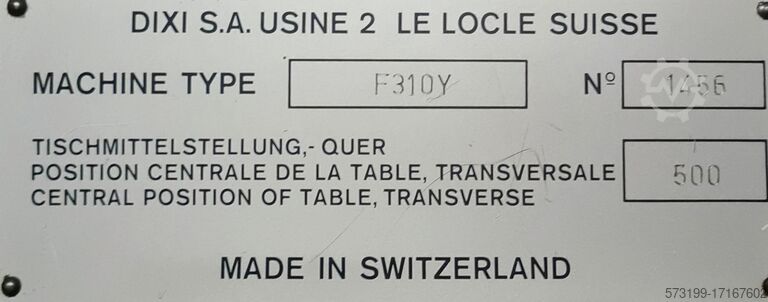 DIXI S.A. USINE 2 LE LOCLE SUISSE
MACHINE TYPE F310Y Nº 1456
TISCHMITTELSTELLUNG,- QUER
POSITION CENTRALE DE LA TABLE, TRANSVERSALE 500
CENTRAL POSITION OF TABLE, TRANSVERSE
MADE IN SWITZERLAND
573199-17167602